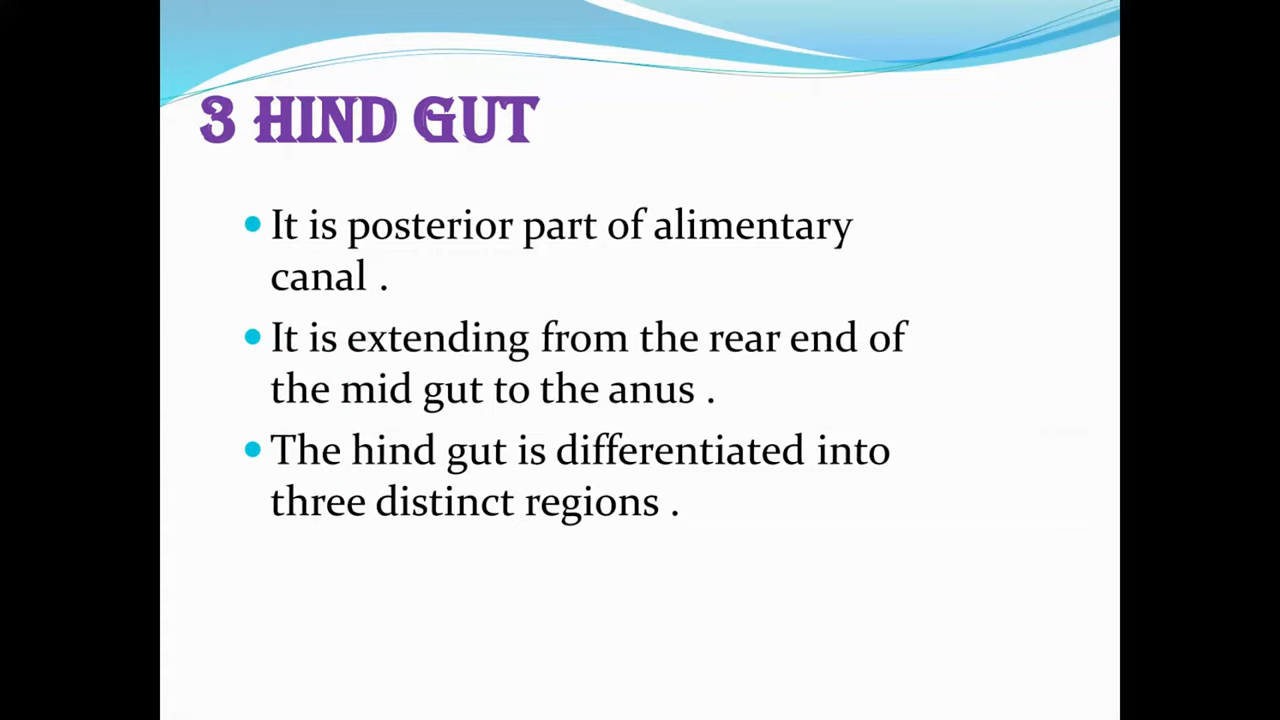 3 HIND GUT
• It is posterior part of alimentary
canal .
• It is extending from the rear end of
the mid gut to the anus .
• The hind gut is differentiated into
three distinct regions .